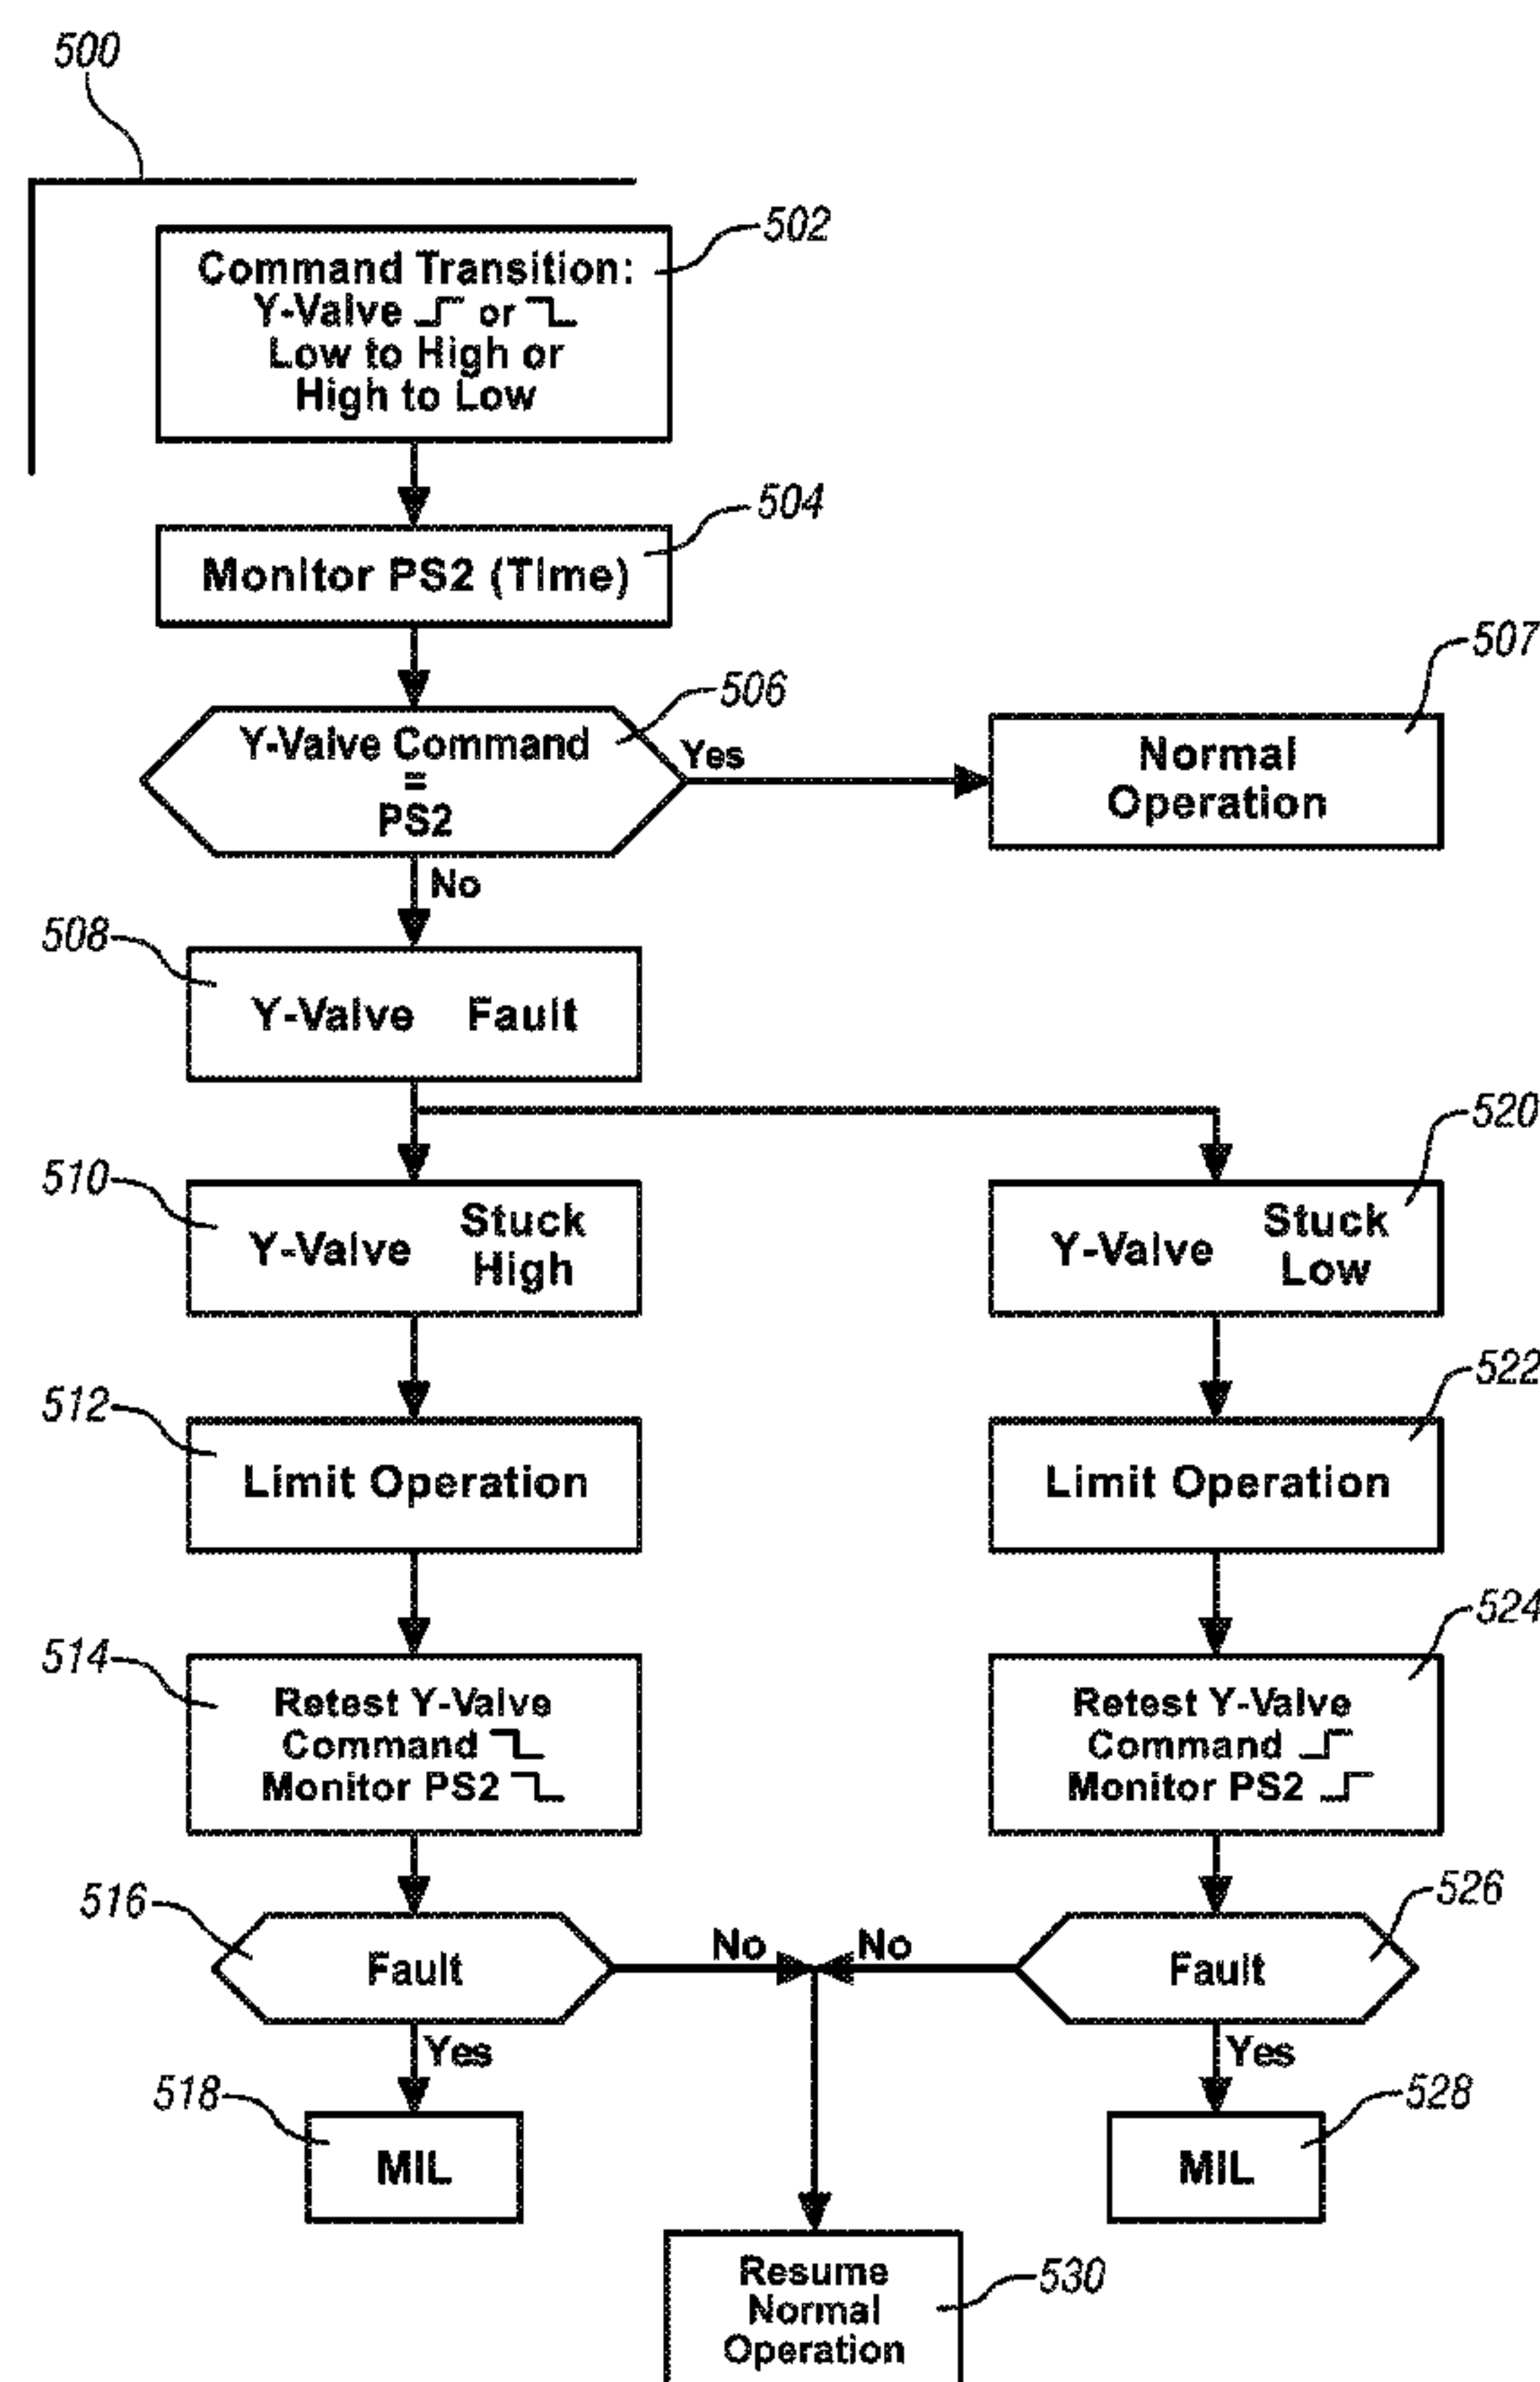 500
502
Command Transition:
Y-Valve or
Low to High or
High to Low
504
Monitor PS2 (Time)
506
Y-Valve Command
=
PS2
Yes
507
Normal
Operation
No
508
Y-Valve Fault
510
Y-Valve Stuck
High
520
Y-Valve Stuck
Low
512
Limit Operation
522
Limit Operation
514
Retest Y-Valve
Command
Monitor PS2
524
Retest Y-Valve
Command
Monitor PS2
516
Fault
No
No
526
Fault
Yes
Yes
518
MIL
528
MIL
530
Resume
Normal
Operation